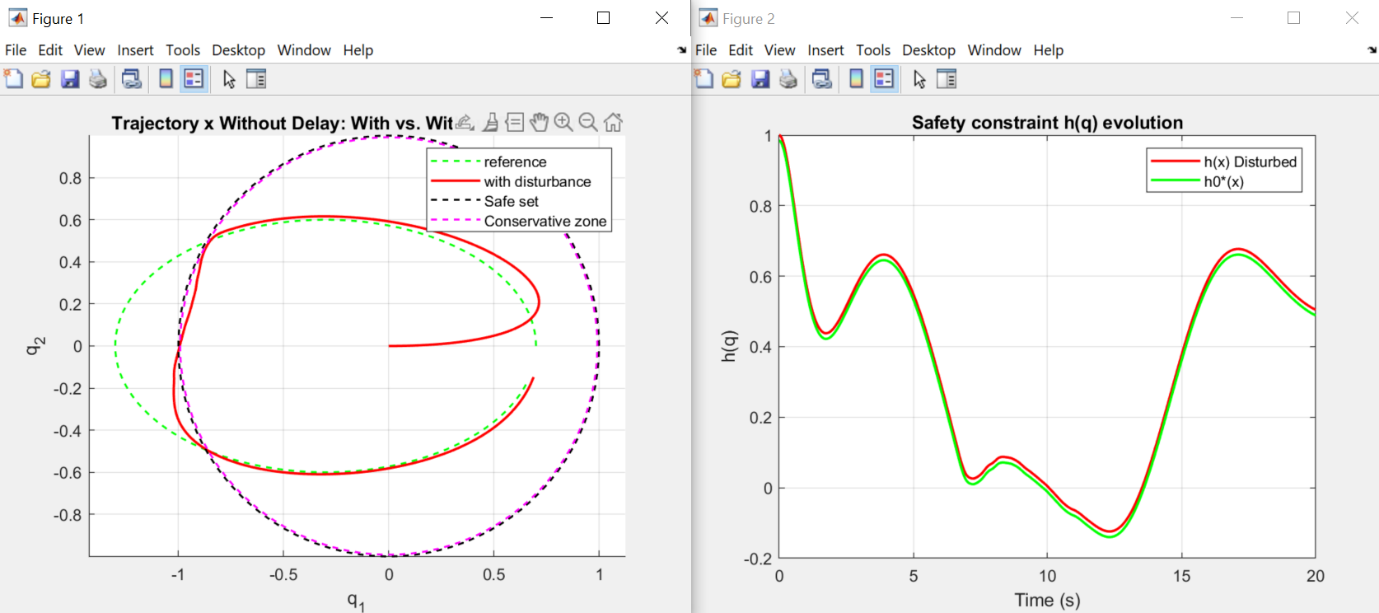 Figure 1
File Edit View Insert Tools Desktop Window Help
Trajectory x Without Delay: With vs. Wit
reference
with disturbance
Safe set
Conservative zone
0.8
0.6
0.4
0.2
0
-0.2
-0.4
-0.6
-0.8
q2
-1 -0.5 0 0.5 1
q1
Figure 2
File Edit View Insert Tools Desktop Window Help
Safety constraint h(q) evolution
h(x) Disturbed
h0*(x)
1
0.8
0.6
0.4
0.2
0
-0.2
h(q)
0 5 10 15 20
Time (s)